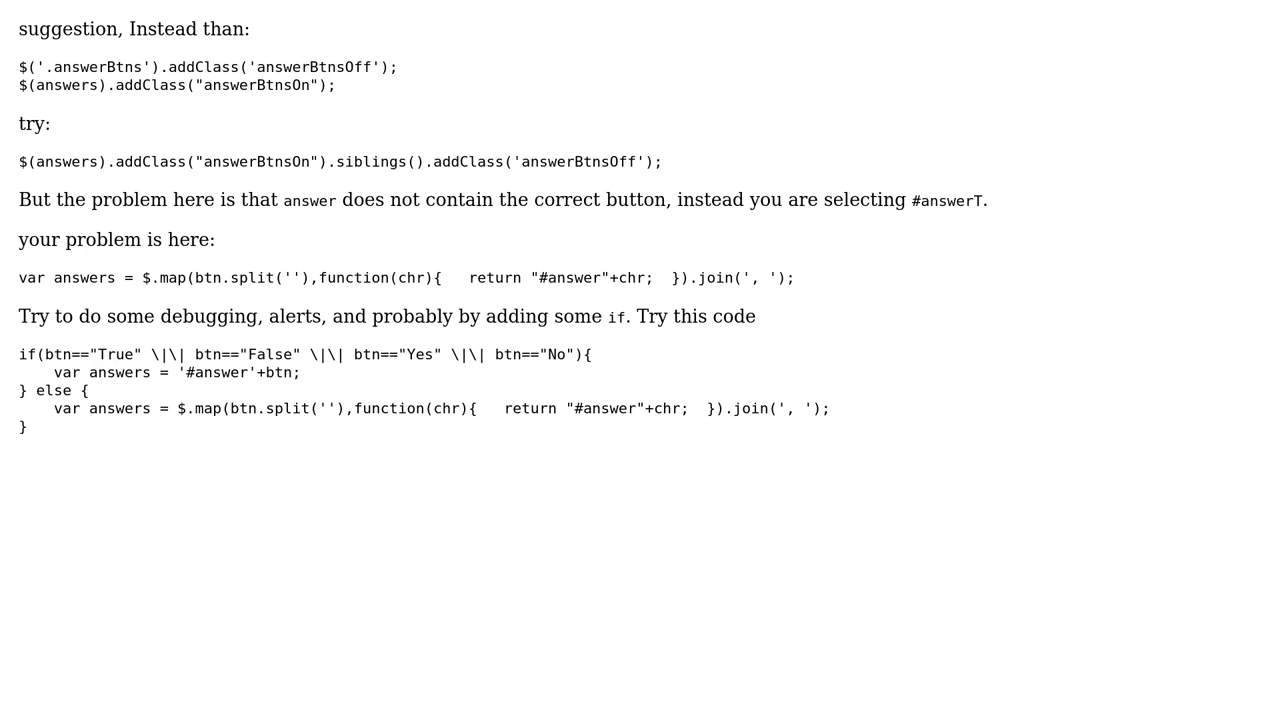 suggestion, Instead than:
$('.answerBtns').addClass('answerBtnsOff');
$(answers).addClass("answerBtnsOn");
try:
$(answers).addClass("answerBtnsOn").siblings().addClass('answerBtnsOff');
But the problem here is that answer does not contain the correct button, instead you are selecting #answerT.
your problem is here:
var answers = $.map(btn.split(''),function(chr){   return "#answer"+chr;  }).join(', ');
Try to do some debugging, alerts, and probably by adding some if. Try this code
if(btn=="True" \|\| btn=="False" \|\| btn=="Yes" \|\| btn=="No"){
    var answers = '#answer'+btn;
} else {
    var answers = $.map(btn.split(''),function(chr){   return "#answer"+chr;  }).join(', ');
}